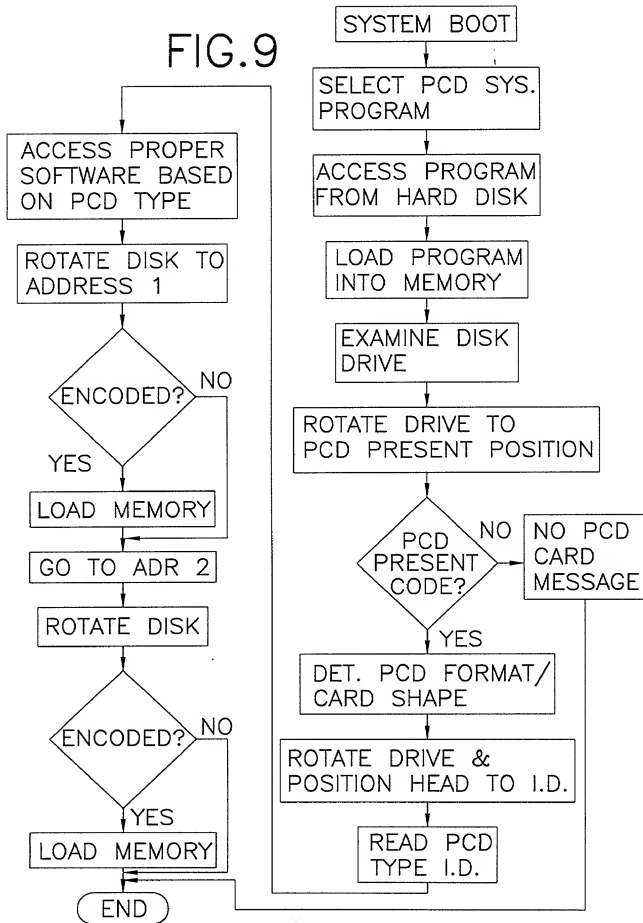 FIG.9
SYSTEM BOOT
SELECT PCD SYS.
PROGRAM
ACCESS PROGRAM
FROM HARD DISK
LOAD PROGRAM
INTO MEMORY
EXAMINE DISK
DRIVE
ROTATE DRIVE TO
PCD PRESENT POSITION
PCD
PRESENT
CODE?
NO
NO PCD
CARD
MESSAGE
YES
DET. PCD FORMAT/
CARD SHAPE
ROTATE DRIVE &
POSITION HEAD TO I.D.
READ PCD
TYPE I.D.
ACCESS PROPER
SOFTWARE BASED
ON PCD TYPE
ROTATE DISK TO
ADDRESS 1
ENCODED?
NO
YES
LOAD MEMORY
GO TO ADR 2
ROTATE DISK
ENCODED?
NO
YES
LOAD MEMORY
END